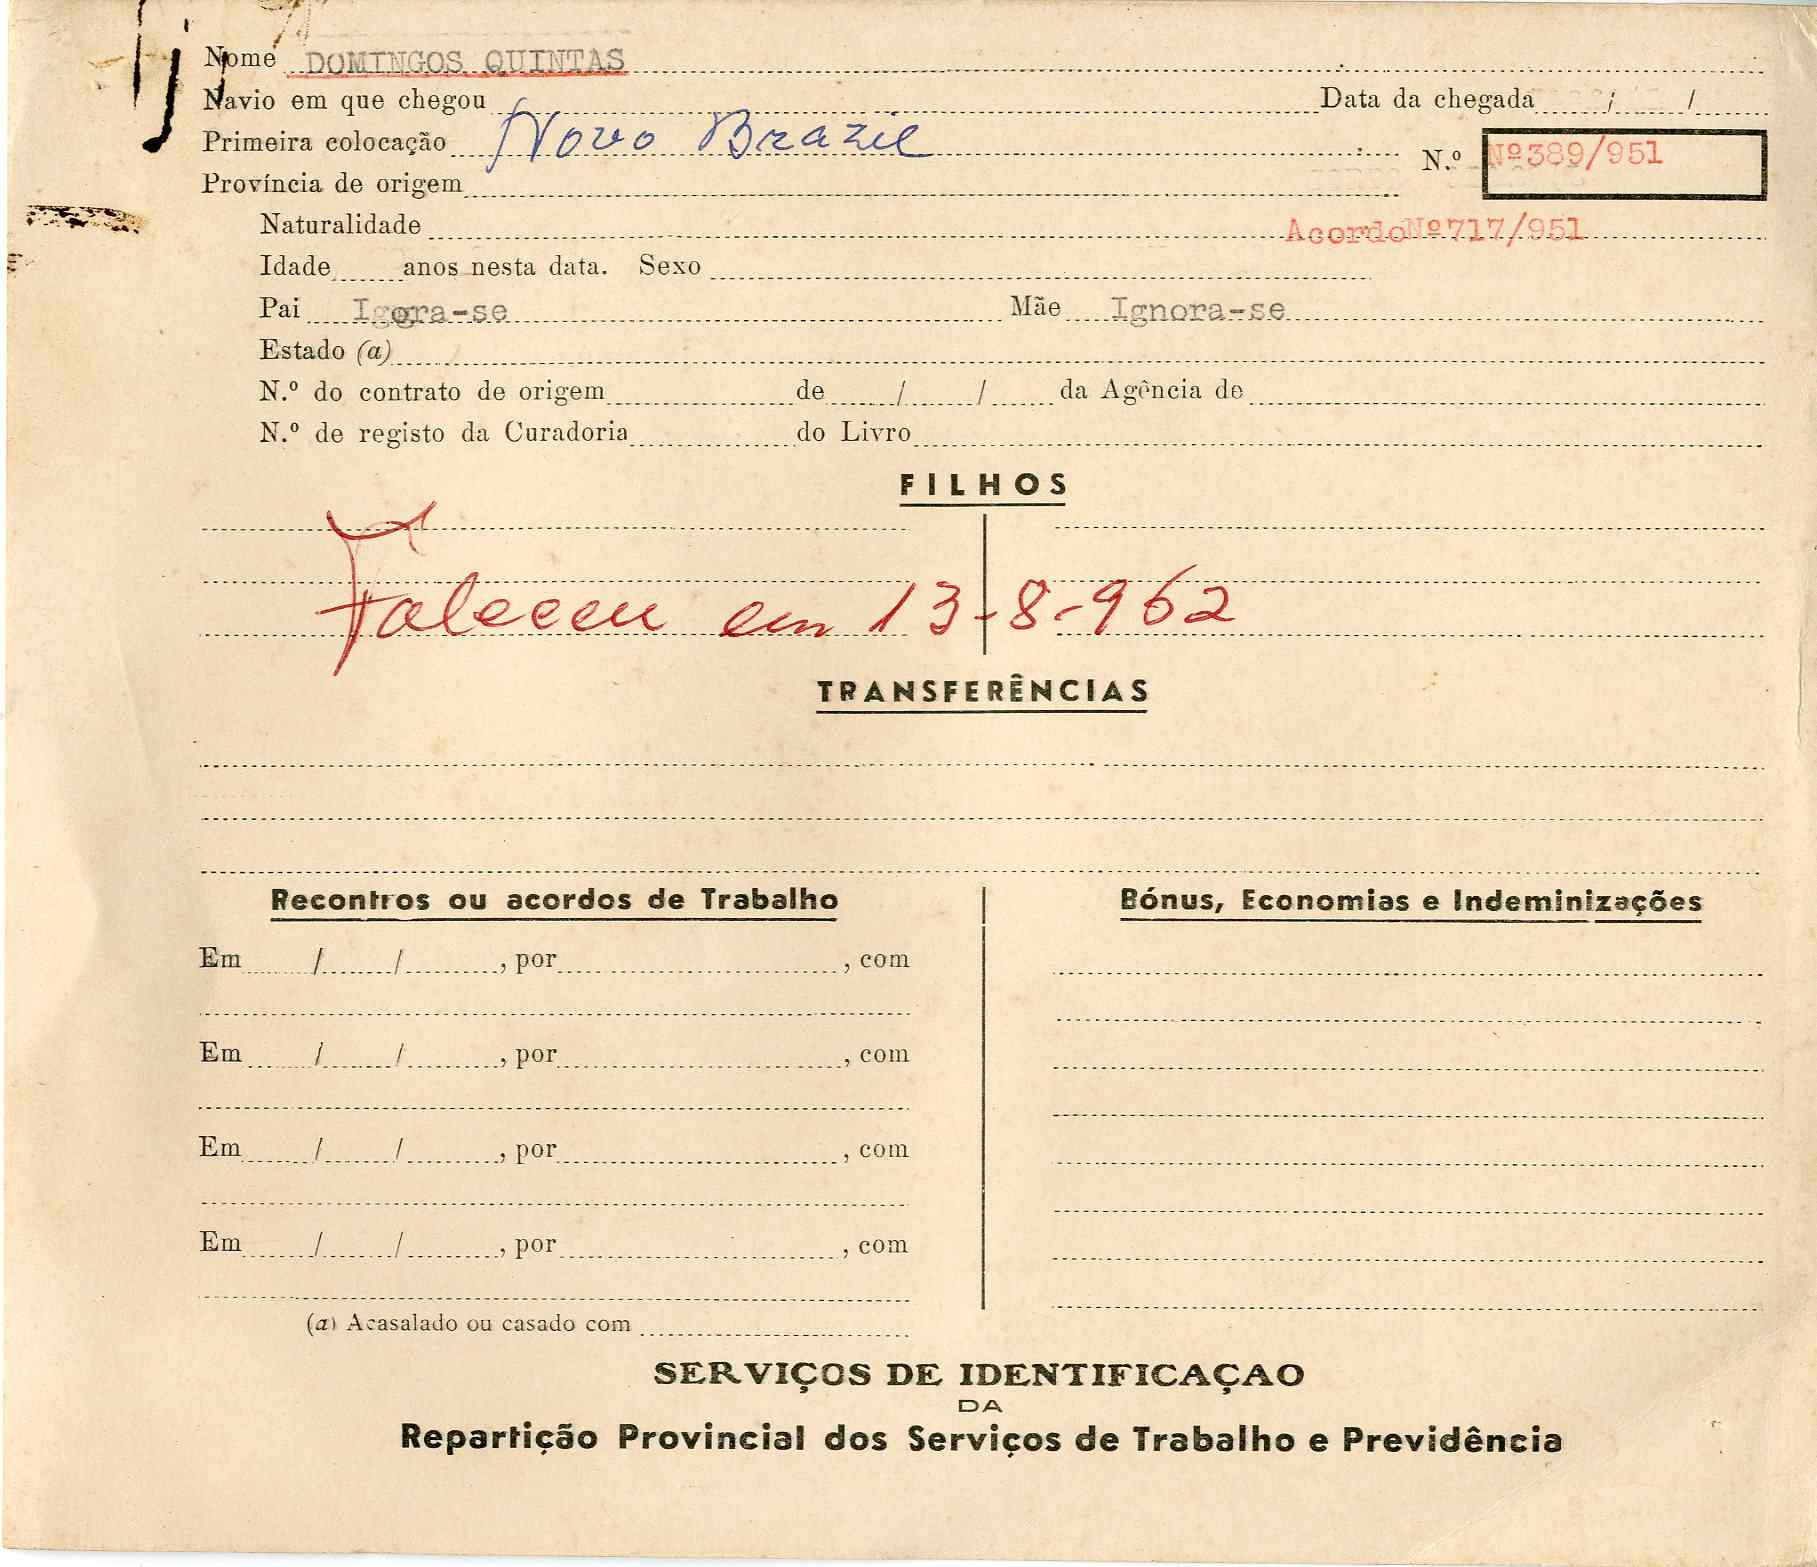 Nome DOMINGOS QUINTAS
Navio em que chegou Data da chegada / /
Primeira colocação Novo Brazil N.º Nº389/951
Província de origem
Naturalidade AcordoNº717/951
Idade anos nesta data. Sexo
Pai Igora-se Mãe Ignora-se
Estado (a)
N.º do contrato de origem de / / da Agência de
N.º de registo da Curadoria do Livro
FILHOS
Faleceu em 13-8-962
TRANSFERÊNCIAS
Recontros ou acordos de Trabalho Bónus, Economias e Indeminizações
Em / / , por , com
Em / / , por , com
Em / / , por , com
Em / / , por , com
(a) Acasalado ou casado com
SERVIÇOS DE IDENTIFICAÇAO
DA
Repartição Provincial dos Serviços de Trabalho e Previdência